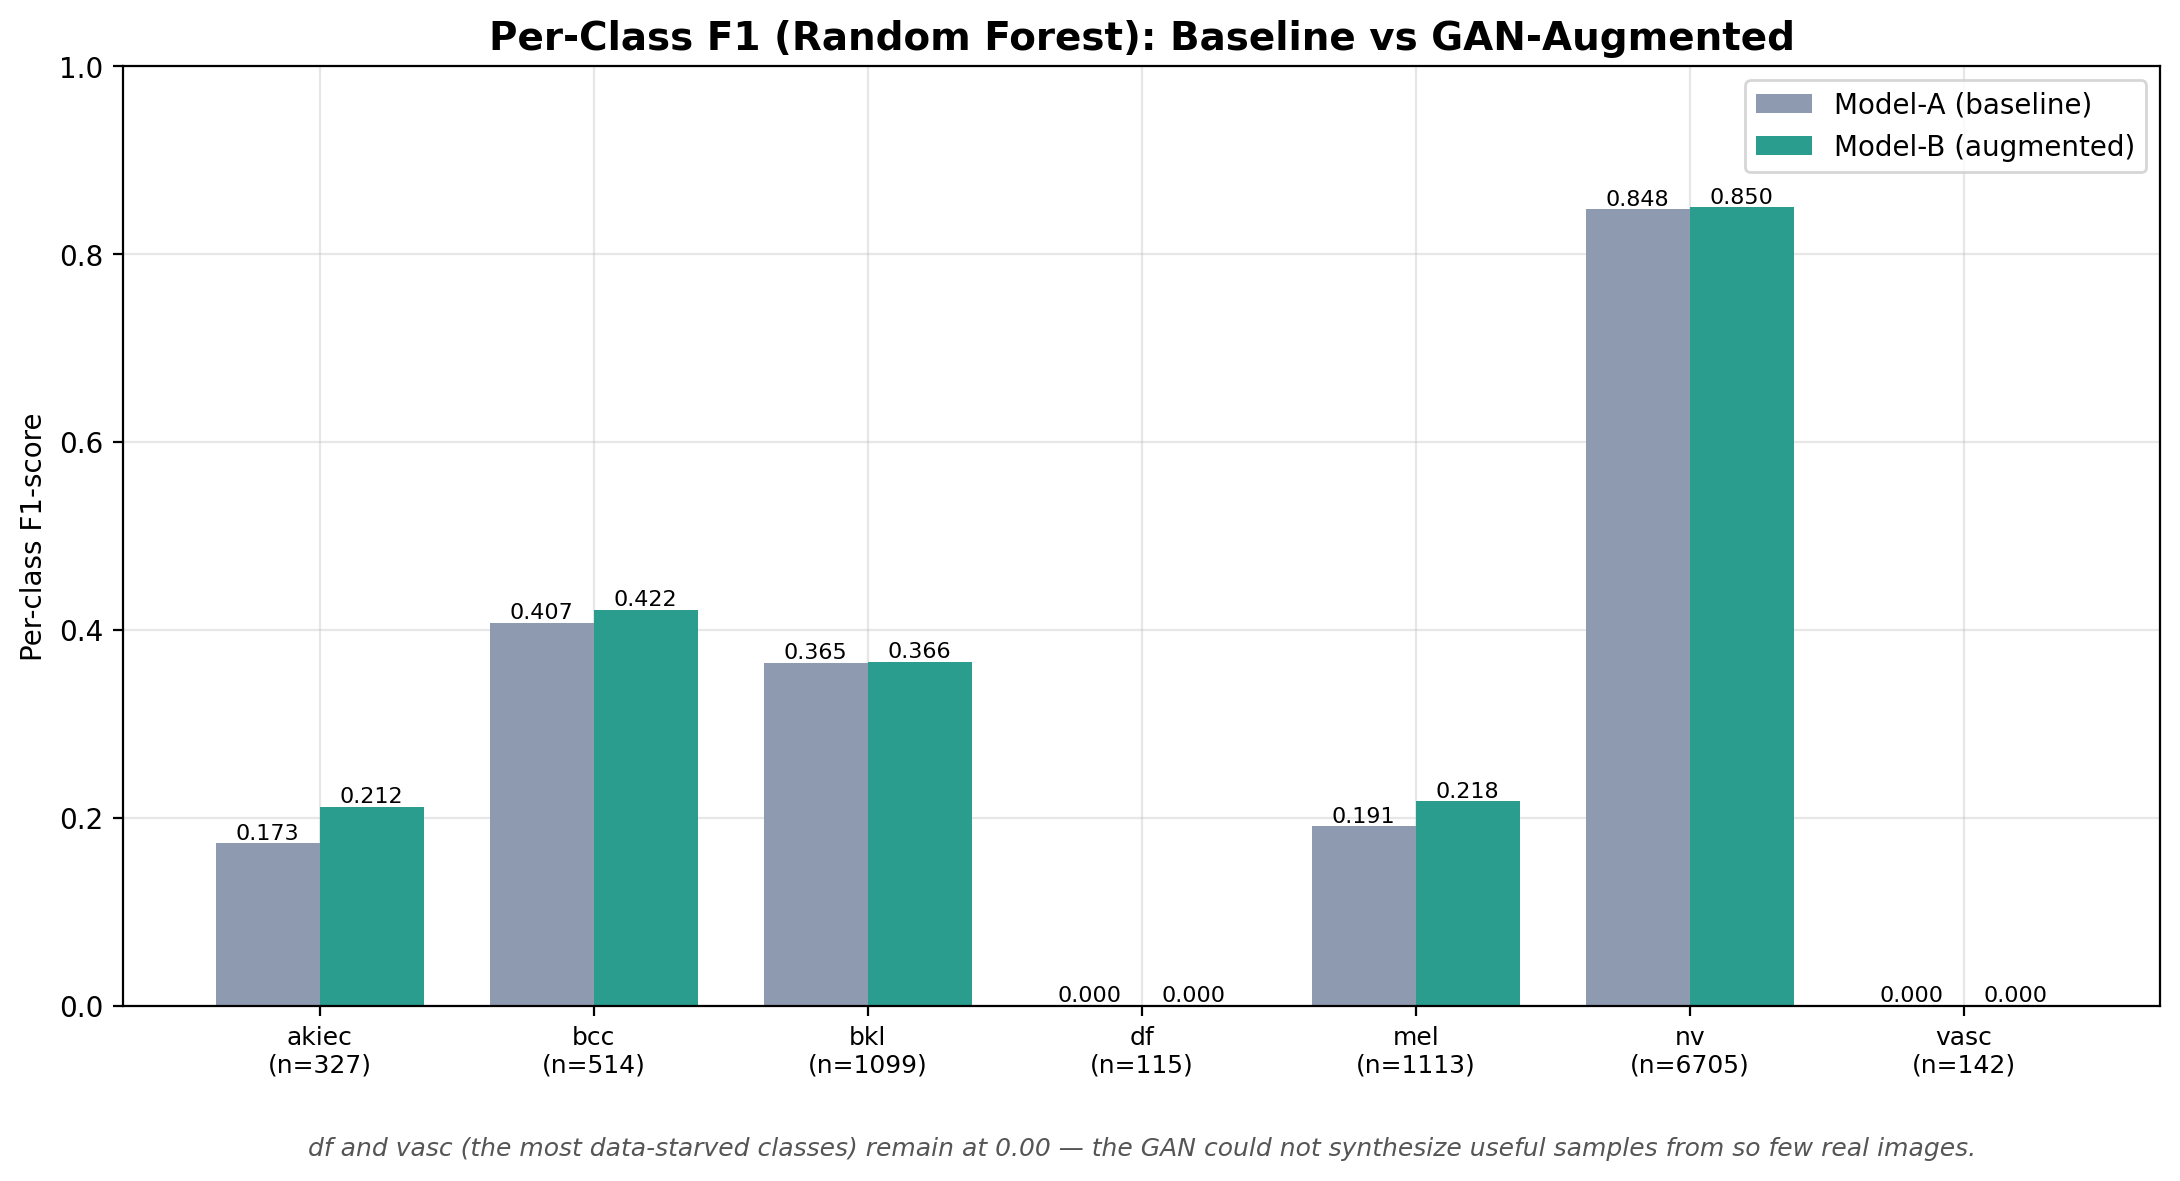 Per-Class F1 (Random Forest): Baseline vs GAN-Augmented
Per-class F1-score
1.0
0.8
0.6
0.4
0.2
0.0
Model-A (baseline)
Model-B (augmented)
0.173
0.212
0.407
0.422
0.365
0.366
0.000
0.000
0.191
0.218
0.848
0.850
0.000
0.000
akiec
(n=327)
bcc
(n=514)
bkl
(n=1099)
df
(n=115)
mel
(n=1113)
nv
(n=6705)
vasc
(n=142)
df and vasc (the most data-starved classes) remain at 0.00 — the GAN could not synthesize useful samples from so few real images.